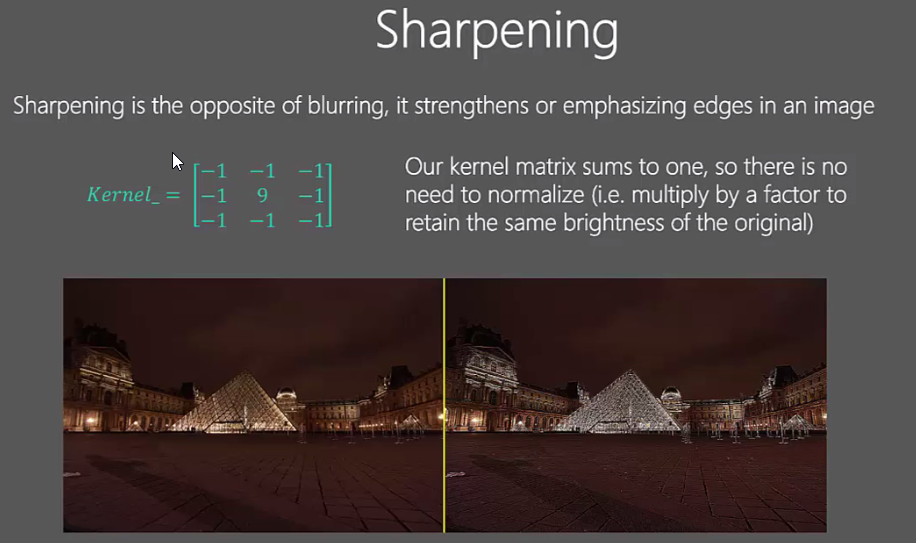 Sharpening
Sharpening is the opposite of blurring, it strengthens or emphasizing edges in an image
Kernel_ = [−1 −1 −1
−1 9 −1
−1 −1 −1]
Our kernel matrix sums to one, so there is no
need to normalize (i.e. multiply by a factor to
retain the same brightness of the original)